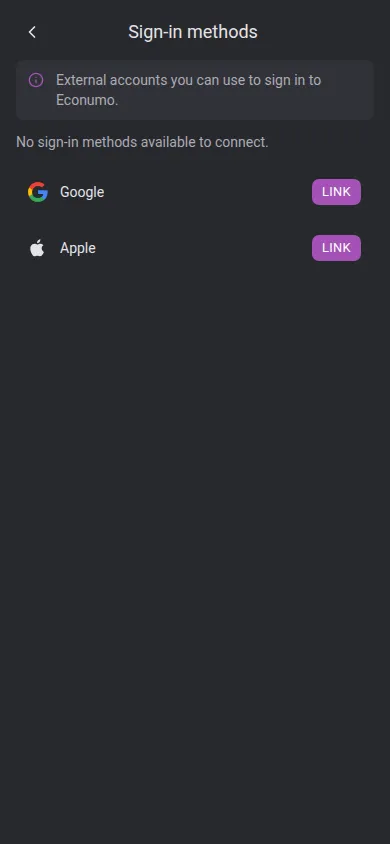 Sign-in methods
External accounts you can use to sign in to
Econumo.
No sign-in methods available to connect.
Google
LINK
Apple
LINK